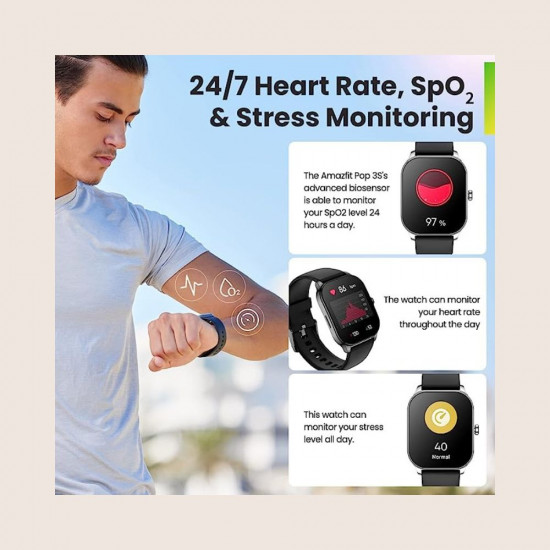 24/7 Heart Rate, SpO₂
& Stress Monitoring
The Amazfit Pop 3S's
advanced biosensor
is able to monitor
your SpO2 level 24
hours a day.
97 %
O₂
86
The watch can monitor
your heart rate
throughout the day
This watch can
monitor your stress
level all day.
40
Normal